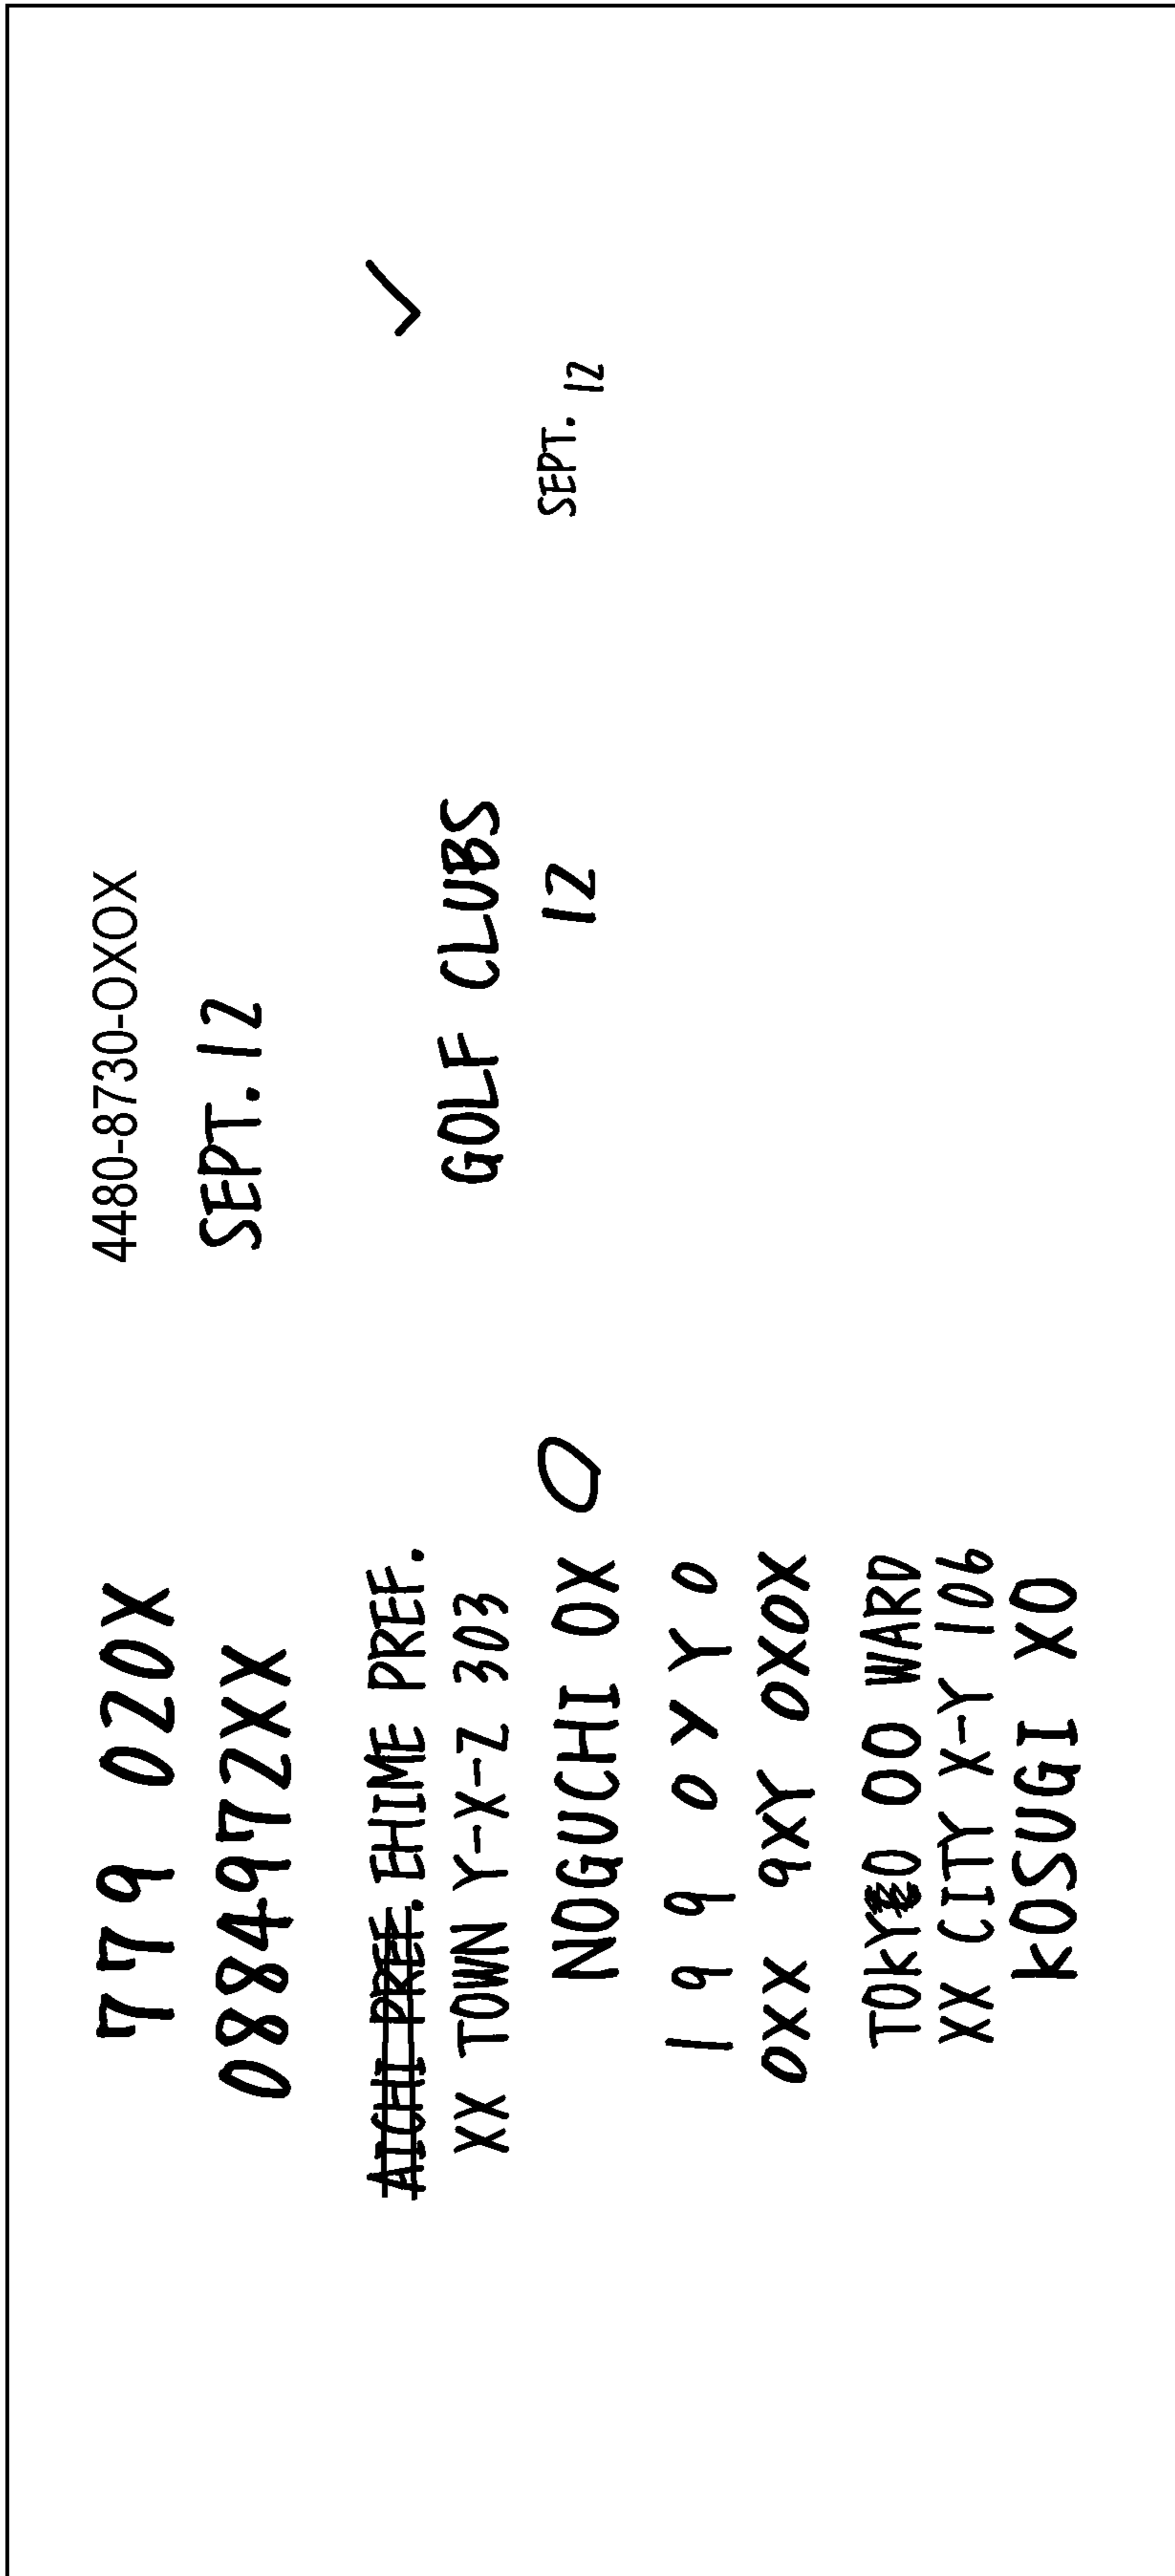 779 020X
4480-8730-OXOX
0884972XX
SEPT. 12
AICHI PREF. EHIME PREF.
XX TOWN Y-X-Z 303
GOLF CLUBS
NOGUCHI OX
12
SEPT. 12
199 0YY0
0XX 9XY 0X0X
TOKYO OO WARD
XX CITY X-Y 106
KOSUGI XO